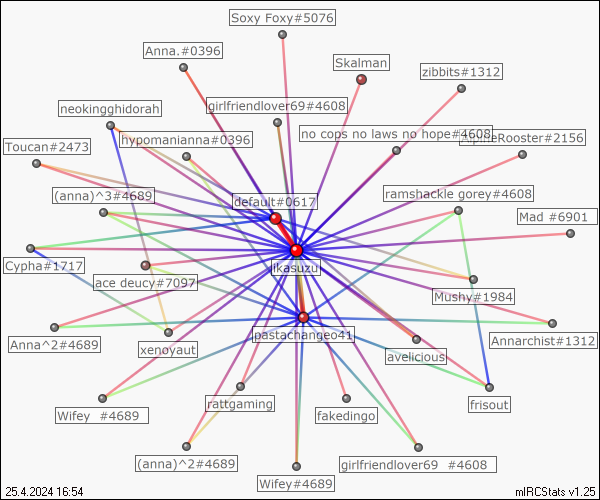 Soxy Foxy#5076
Anna.#0396
Skalman
zibbits#1312
girlfriendlover69#4608
neokingghidorah
no cops no laws no hope#4608
hypomanianna#0396
Rooster#2156
Toucan#2473
(anna)^3#4689
default#0617
ramshackle gorey#4608
Mad #6901
ikasuzu
Cypha#1717
ace deucy#7097
Mushy#1984
pastachangeo41
Annarchist#1312
Anna^2#4689
xenoyaut
avelicious
rattgaming
frisout
Wifey #4689
fakedingo
(anna)^2#4689
girlfriendlover69 #4608
Wifey#4689
25.4.2024 16:54
mIRCStats v1.25